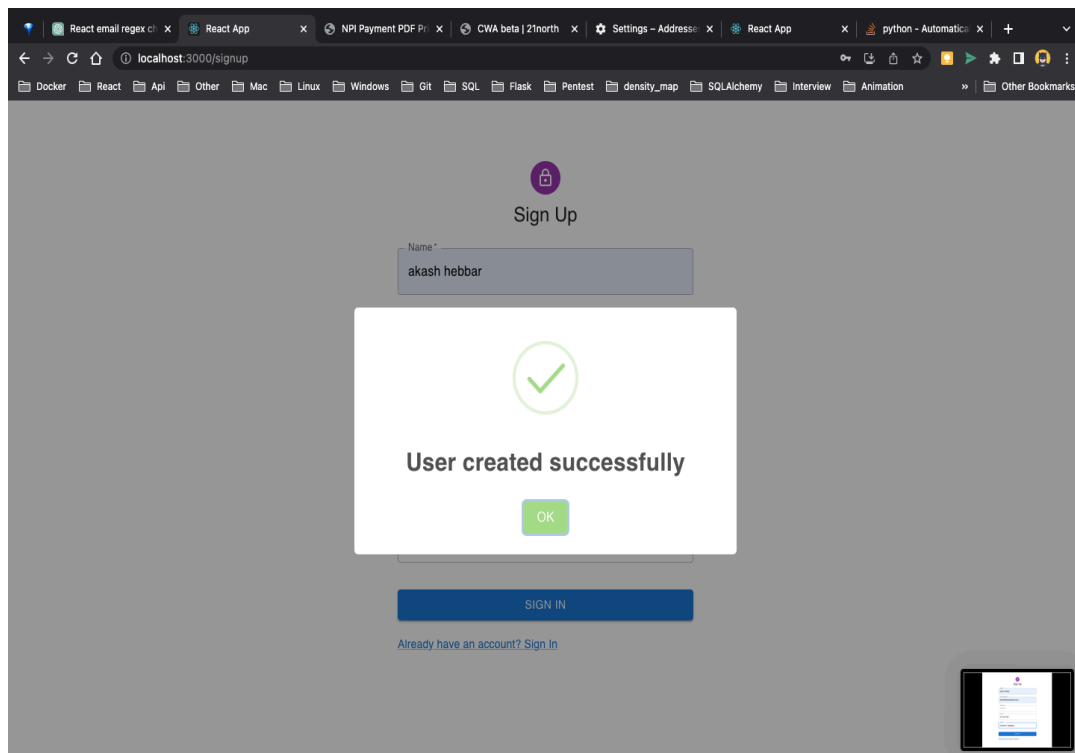 React email regex ch
React App
NPI Payment PDF Pri
CWA beta | 21north
Settings – Addresse
React App
python - Automatica
localhost:3000/signup
Docker
React
Api
Other
Mac
Linux
Windows
Git
SQL
Flask
Pentest
density_map
SQLAlchemy
Interview
Animation
»
Other Bookmarks
Sign Up
Name *
akash hebbar
User created successfully
OK
SIGN IN
Already have an account? Sign In